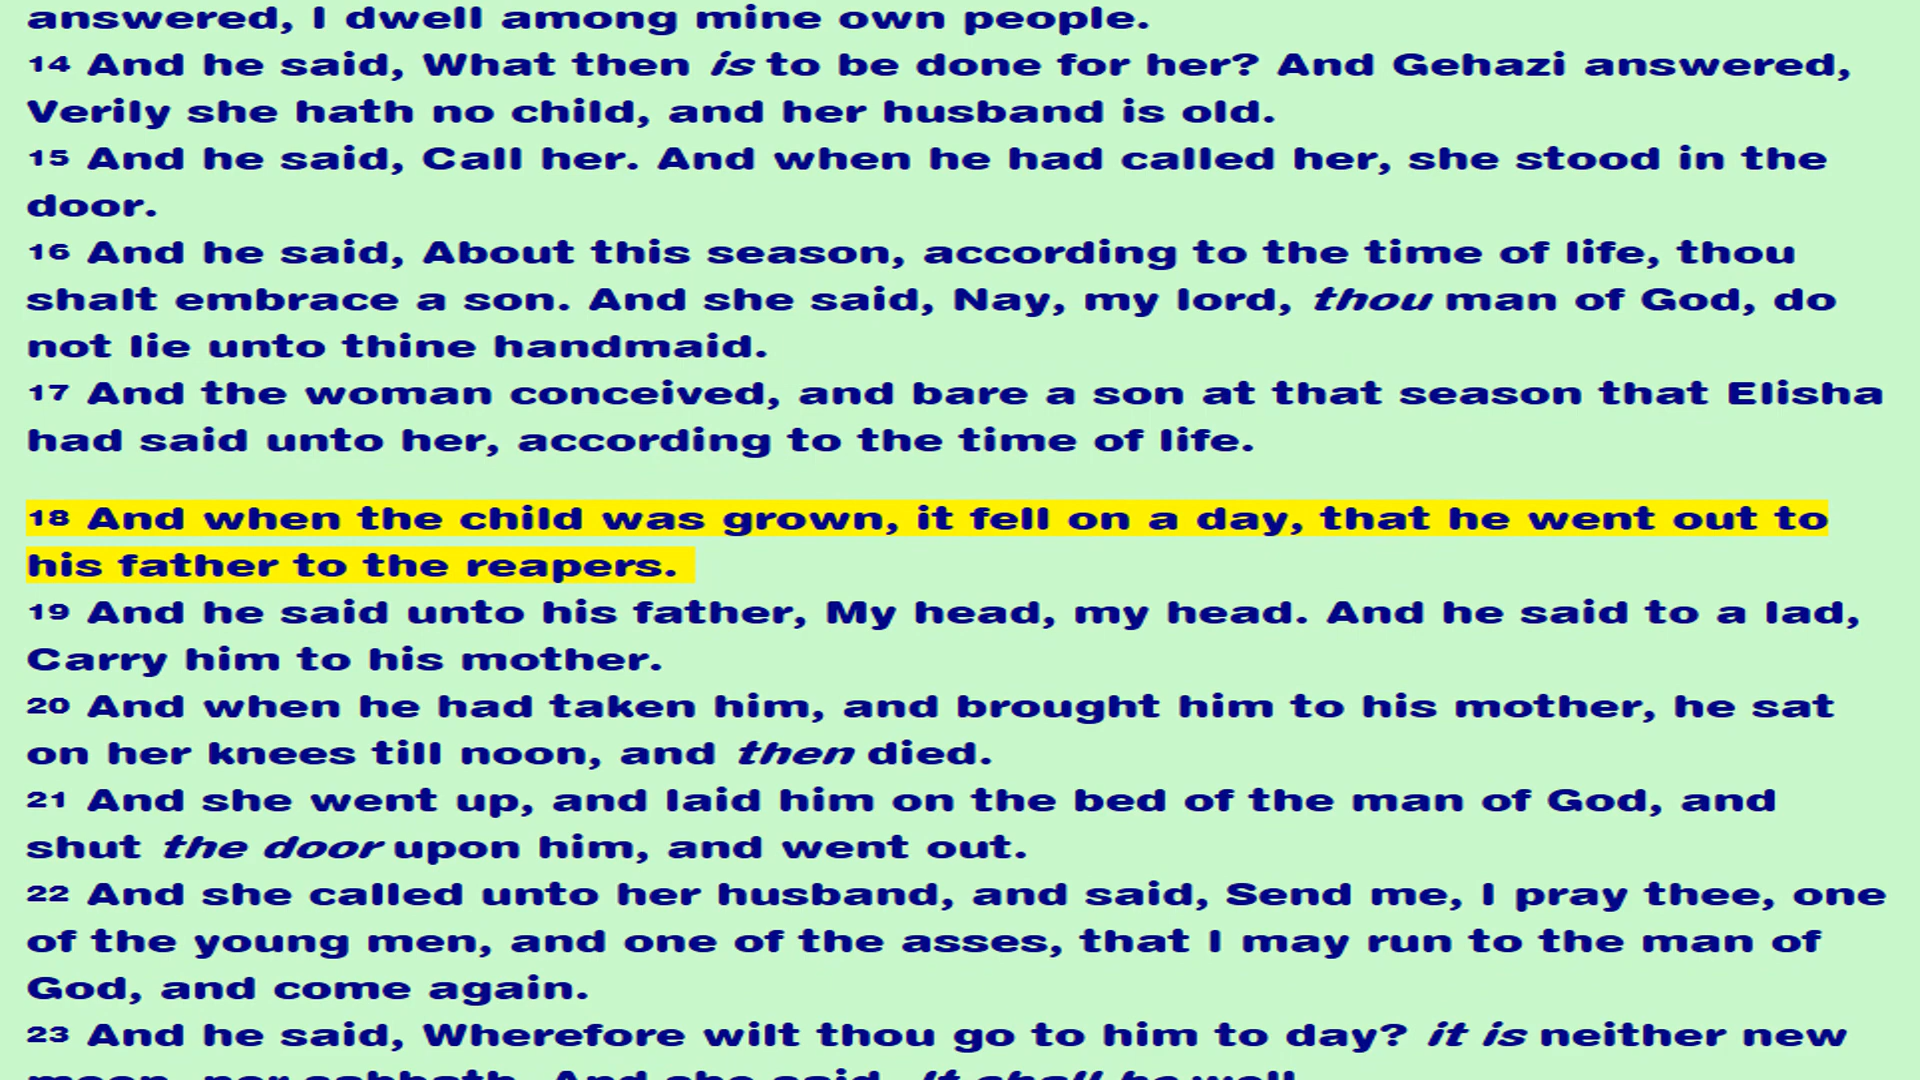 answered, I dwell among mine own people.
14 And he said, What then is to be done for her? And Gehazi answered,
Verily she hath no child, and her husband is old.
15 And he said, Call her. And when he had called her, she stood in the
door.
16 And he said, About this season, according to the time of life, thou
shalt embrace a son. And she said, Nay, my lord, thou man of God, do
not lie unto thine handmaid.
17 And the woman conceived, and bare a son at that season that Elisha
had said unto her, according to the time of life.
18 And when the child was grown, it fell on a day, that he went out to
his father to the reapers.
19 And he said unto his father, My head, my head. And he said to a lad,
Carry him to his mother.
20 And when he had taken him, and brought him to his mother, he sat
on her knees till noon, and then died.
21 And she went up, and laid him on the bed of the man of God, and
shut the door upon him, and went out.
22 And she called unto her husband, and said, Send me, I pray thee, one
of the young men, and one of the asses, that I may run to the man of
God, and come again.
23 And he said, Wherefore wilt thou go to him to day? it is neither new
moon, nor sabbath. And she said, It shall be well.